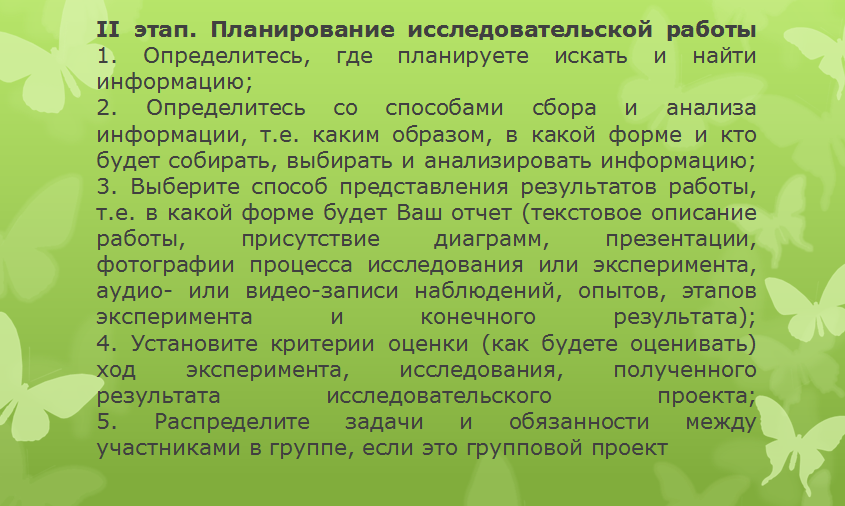 II этап. Планирование исследовательской работы
1. Определитесь, где планируете искать и найти
информацию;
2. Определитесь со способами сбора и анализа
информации, т.е. каким образом, в какой форме и кто
будет собирать, выбирать и анализировать информацию;
3. Выберите способ представления результатов работы,
т.е. в какой форме будет Ваш отчет (текстовое описание
работы, присутствие диаграмм, презентации,
фотографии процесса исследования или эксперимента,
аудио- или видео-записи наблюдений, опытов, этапов
эксперимента и конечного результата);
4. Установите критерии оценки (как будете оценивать)
ход эксперимента, исследования, полученного
результата исследовательского проекта;
5. Распределите задачи и обязанности между
участниками в группе, если это групповой проект